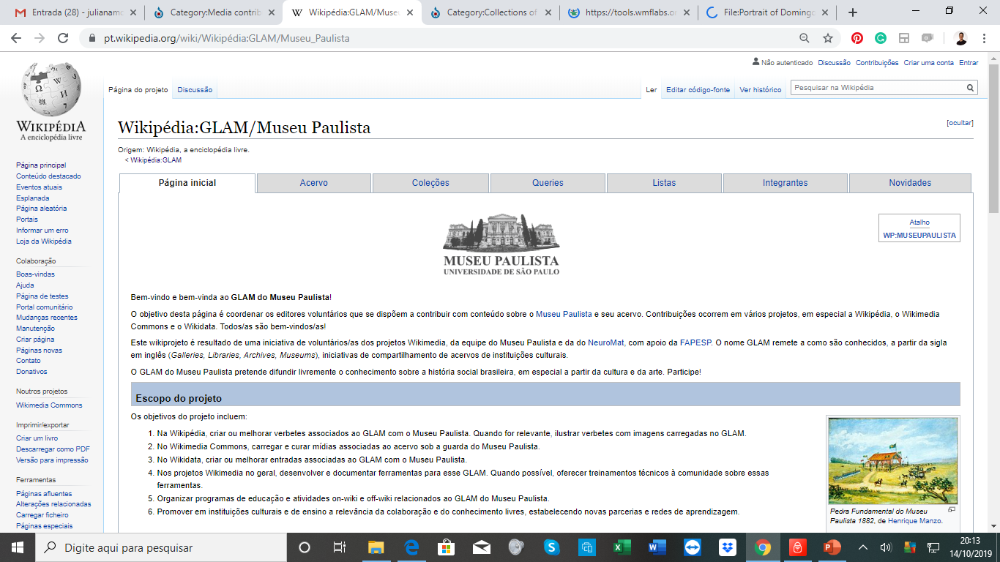 Entrada (28) - julianamo
Category:Media contrib
Wikipédia:GLAM/Museu
Category:Collections of
https://tools.wmflabs.or
File:Portrait of Domingo
pt.wikipedia.org/wiki/Wikipédia:GLAM/Museu_Paulista
Não autenticado Discussão Contribuições Criar uma conta Entrar
Página do projeto Discussão Ler Editar código-fonte Ver histórico Pesquisar na Wikipédia
WIKIPÉDIA
A enciclopédia livre
Página principal
Conteúdo destacado
Eventos atuais
Esplanada
Página aleatória
Portais
Informar um erro
Loja da Wikipédia
Colaboração
Boas-vindas
Ajuda
Página de testes
Portal comunitário
Mudanças recentes
Manutenção
Criar página
Páginas novas
Contato
Donativos
Noutros projetos
Wikimedia Commons
Imprimir/exportar
Criar um livro
Descarregar como PDF
Versão para impressão
Ferramentas
Páginas afluentes
Alterações relacionadas
Carregar ficheiro
Páginas especiais
Wikipédia:GLAM/Museu Paulista
[ocultar]
Origem: Wikipédia, a enciclopédia livre.
< Wikipédia:GLAM
Página inicial Acervo Coleções Queries Listas Integrantes Novidades
MUSEU PAULISTA
UNIVERSIDADE DE SÃO PAULO
Atalho
WP:MUSEUPAULISTA
Bem-vindo e bem-vinda ao GLAM do Museu Paulista!
O objetivo desta página é coordenar os editores voluntários que se dispõem a contribuir com conteúdo sobre o Museu Paulista e seu acervo. Contribuições ocorrem em vários projetos, em especial a Wikipédia, o Wikimedia
Commons e o Wikidata. Todos/as são bem-vindos/as!
Este wikiprojeto é resultado de uma iniciativa de voluntários/as dos projetos Wikimedia, da equipe do Museu Paulista e da do NeuroMat, com apoio da FAPESP. O nome GLAM remete a como são conhecidos, a partir da sigla
em inglês (Galleries, Libraries, Archives, Museums), iniciativas de compartilhamento de acervos de instituições culturais.
O GLAM do Museu Paulista pretende difundir livremente o conhecimento sobre a história social brasileira, em especial a partir da cultura e da arte. Participe!
Escopo do projeto
Os objetivos do projeto incluem:
1. Na Wikipédia, criar ou melhorar verbetes associados ao GLAM com o Museu Paulista. Quando for relevante, ilustrar verbetes com imagens carregadas no GLAM.
2. No Wikimedia Commons, carregar e curar mídias associadas ao acervo sob a guarda do Museu Paulista.
3. No Wikidata, criar ou melhorar entradas associadas ao GLAM com o Museu Paulista.
4. Nos projetos Wikimedia no geral, desenvolver e documentar ferramentas para esse GLAM. Quando possível, oferecer treinamentos técnicos à comunidade sobre essas
ferramentas.
5. Organizar programas de educação e atividades on-wiki e off-wiki relacionados ao GLAM do Museu Paulista.
6. Promover em instituições culturais e de ensino a relevância da colaboração e do conhecimento livres, estabelecendo novas parcerias e redes de aprendizagem.
Pedra Fundamental do Museu
Paulista 1882, de Henrique Manzo.
Digite aqui para pesquisar
20:13
14/10/2019